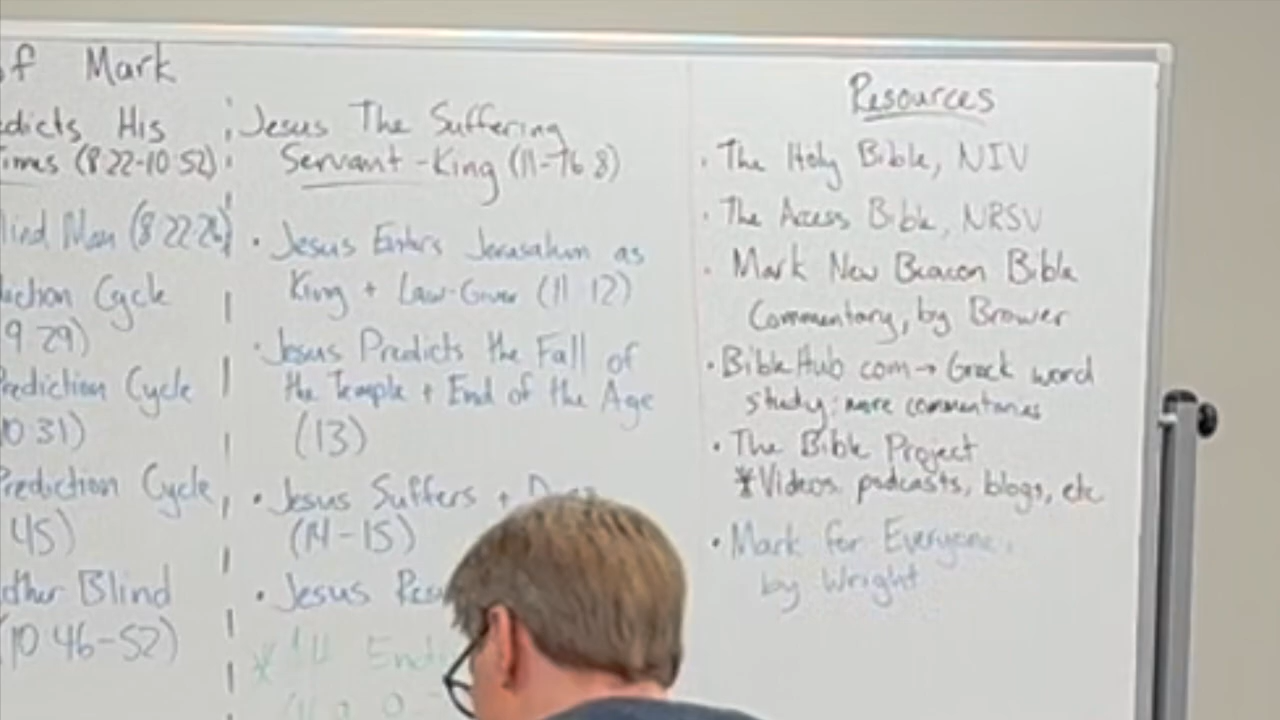 of Mark
edicts His
Times (8:22-10:52)
lind Man (8:22-26)
diction Cycle
9:29)
Prediction Cycle
10:31)
Prediction Cycle
45)
other Blind
(10:46-52)
Jesus The Suffering
Servant-King (11-16:8)
• Jesus Enters Jerusalem as
King + Law-Giver (11-12)
• Jesus Predicts the Fall of
the Temple + End of the Age
(13)
• Jesus Suffers +
(14-15)
• Jesus
Resources
• The Holy Bible, NIV
• The Access Bible, NRSV
• Mark New Beacon Bible
Commentary, by Brower
• BibleHub.com → Greek word
study; more commentaries
• The Bible Project
* Videos, podcasts, blogs, etc
• Mark for Everyone,
by Wright